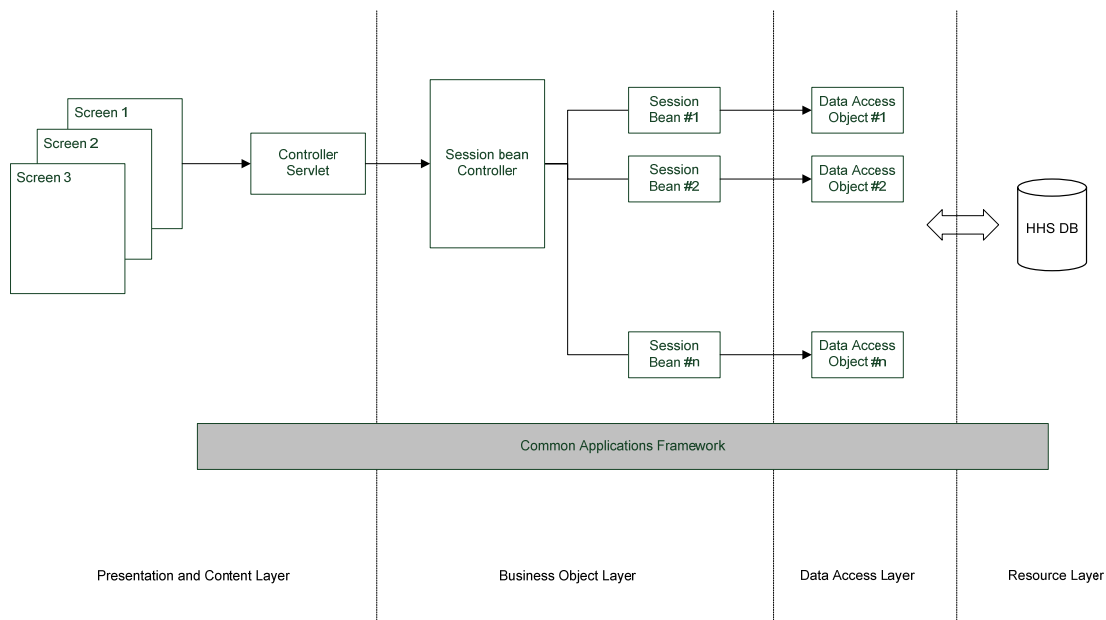 Screen 1
Screen 2
Screen 3
Controller
Servlet
Session bean
Controller
Session
Bean #1
Data Access
Object #1
Session
Bean #2
Data Access
Object #2
HHS DB
Session
Bean #n
Data Access
Object #n
Common Applications Framework
Presentation and Content Layer
Business Object Layer
Data Access Layer
Resource Layer